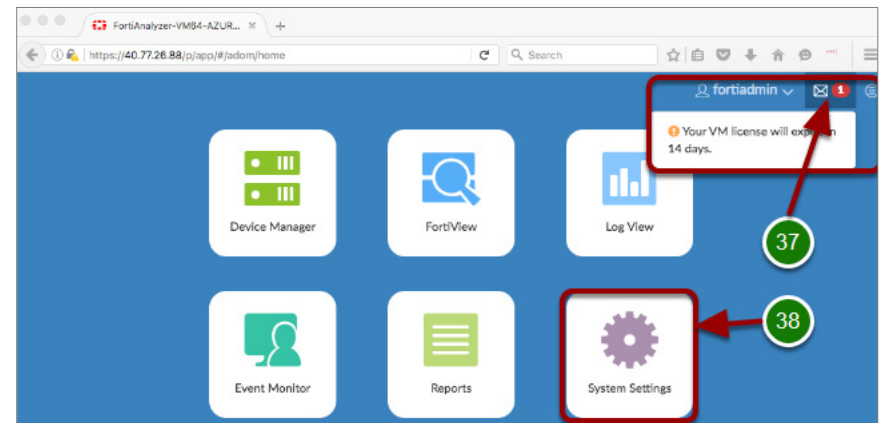 FortiAnalyzer-VM64-AZUR...
https://40.77.26.88/p/app/#/adom/home
Search
fortiadmin
1
Your VM license will in
14 days.
Device Manager
FortiView
Log View
37
38
Event Monitor
Reports
System Settings